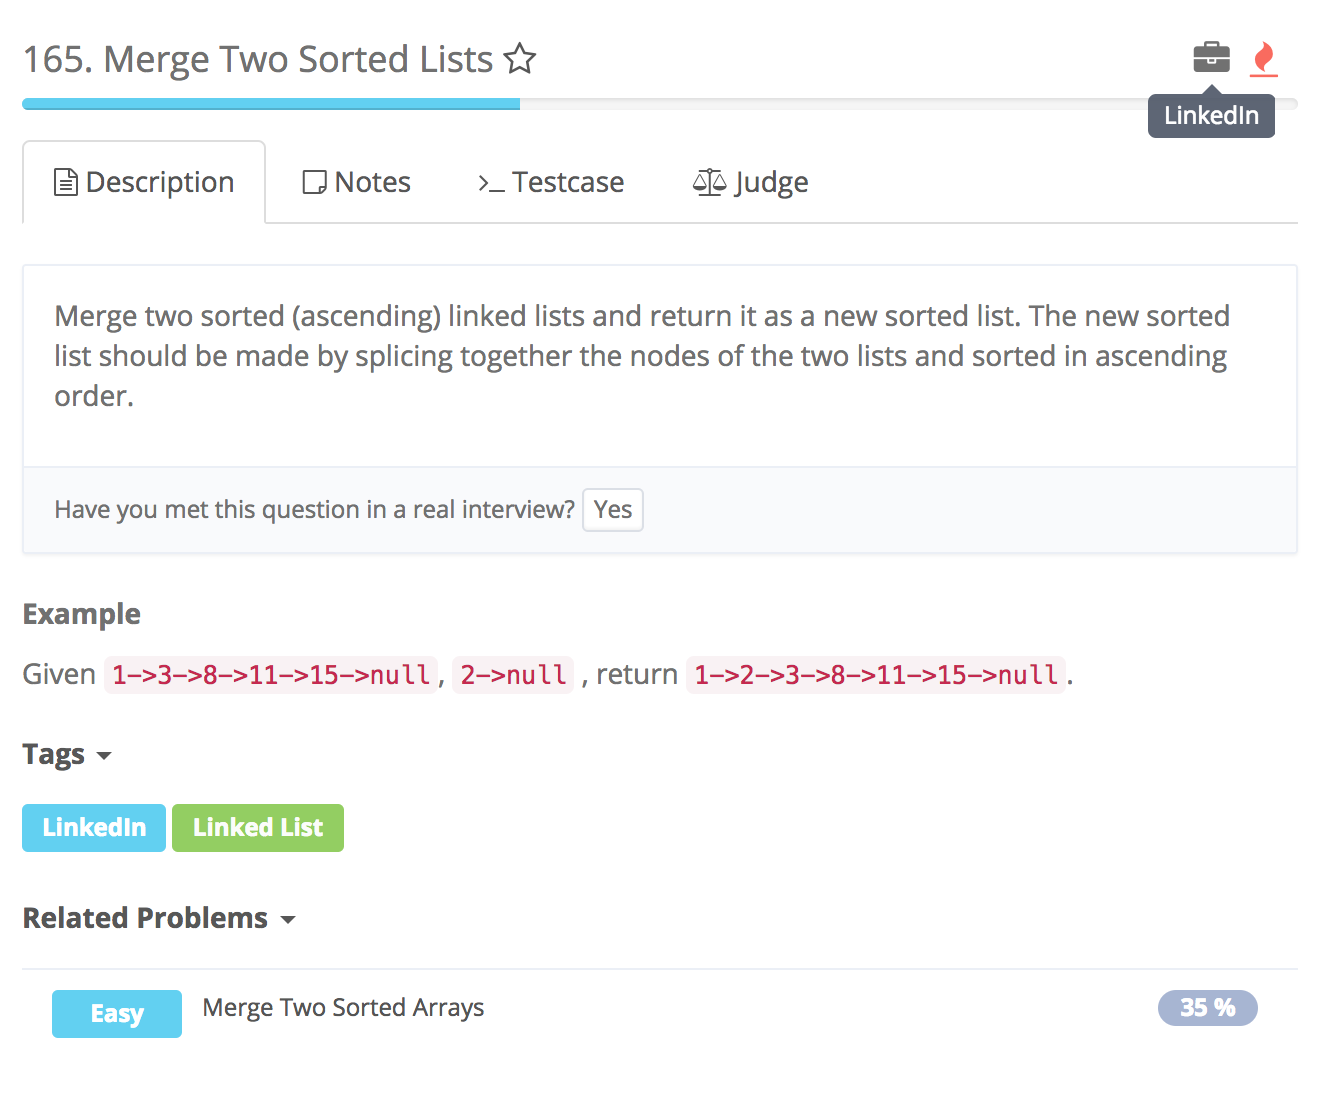 165. Merge Two Sorted Lists
LinkedIn
Description Notes Testcase Judge
Merge two sorted (ascending) linked lists and return it as a new sorted list. The new sorted
list should be made by splicing together the nodes of the two lists and sorted in ascending
order.
Have you met this question in a real interview? Yes
Example
Given 1->3->8->11->15->null, 2->null , return 1->2->3->8->11->15->null.
Tags
LinkedIn Linked List
Related Problems
Easy Merge Two Sorted Arrays 35 %